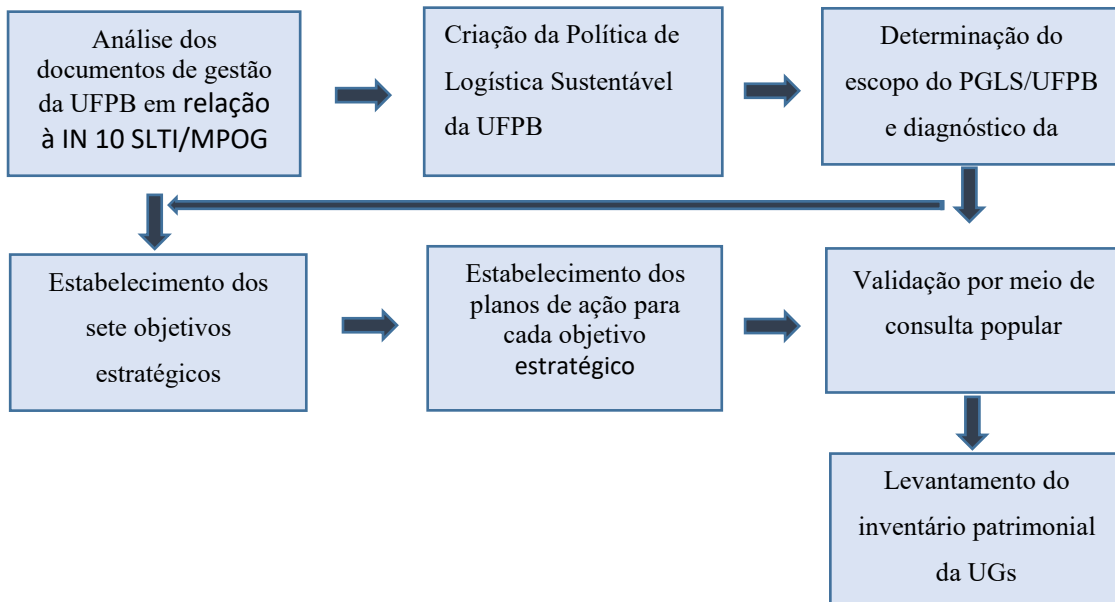 Análise dos
documentos de gestão
da UFPB em relação
à IN 10 SLTI/MPOG
Criação da Política de
Logística Sustentável
da UFPB
Determinação do
escopo do PGLS/UFPB
e diagnóstico da
Estabelecimento dos
sete objetivos
estratégicos
Estabelecimento dos
planos de ação para
cada objetivo
estratégico
Validação por meio de
consulta popular
Levantamento do
inventário patrimonial
da UGs